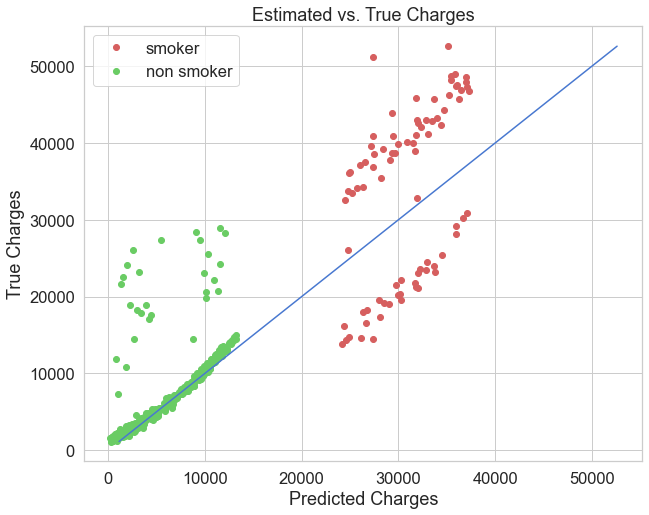 Estimated vs. True Charges
smoker
non smoker
True Charges
50000
40000
30000
20000
10000
0
0 10000 20000 30000 40000 50000
Predicted Charges